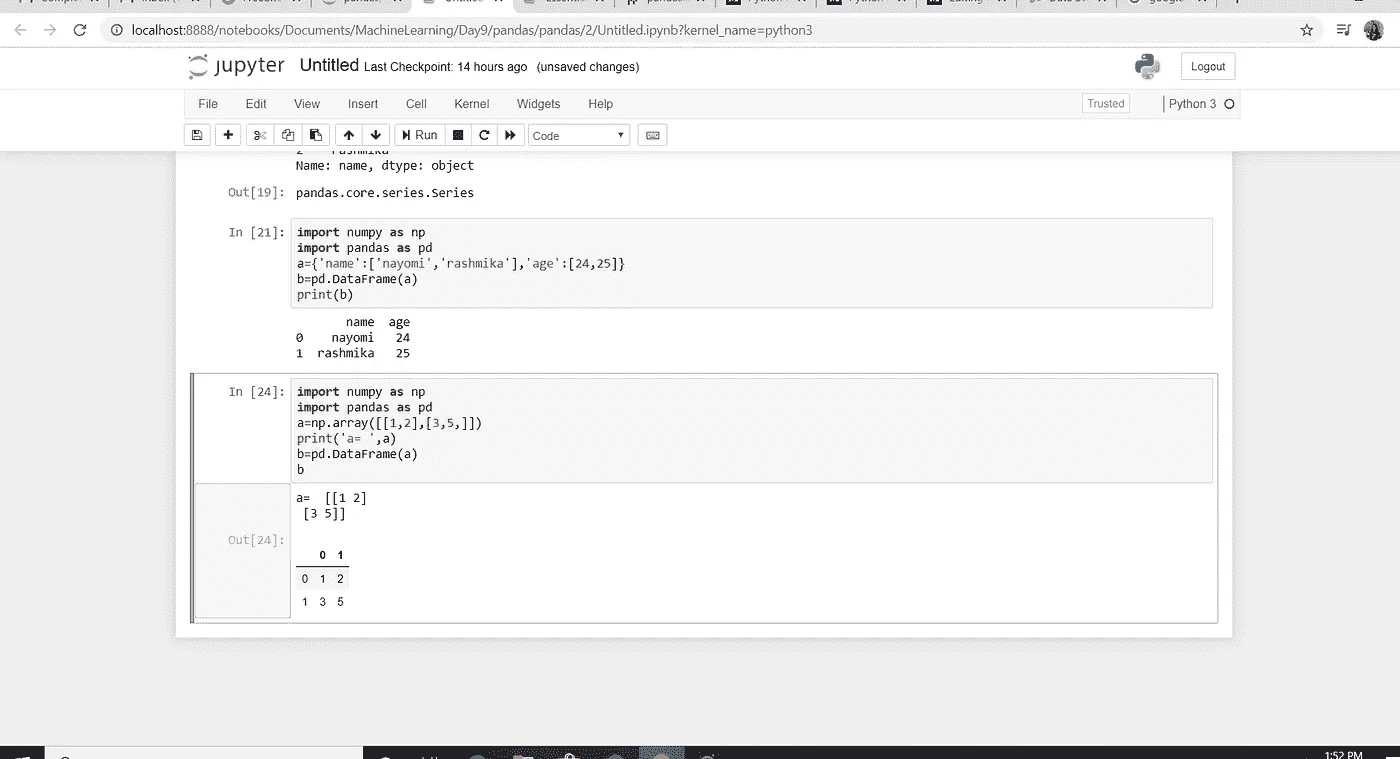 localhost:8888/notebooks/Documents/MachineLearning/Day9/pandas/pandas/2/Untitled.ipynb?kernel_name=python3
jupyter Untitled Last Checkpoint: 14 hours ago (unsaved changes)
Logout
File Edit View Insert Cell Kernel Widgets Help
Trusted
Python 3
Run
Code
2 rashmika
Name: name, dtype: object
Out[19]: pandas.core.series.Series
In [21]: import numpy as np
import pandas as pd
a={'name':['nayomi','rashmika'],'age':[24,25]}
b=pd.DataFrame(a)
print(b)
name age
0 nayomi 24
1 rashmika 25
In [24]: import numpy as np
import pandas as pd
a=np.array([[1,2],[3,5,]])
print('a= ',a)
b=pd.DataFrame(a)
b
a=  [[1 2]
[3 5]]
Out[24]:
0 1
0 1 2
1 3 5
1:52 PM